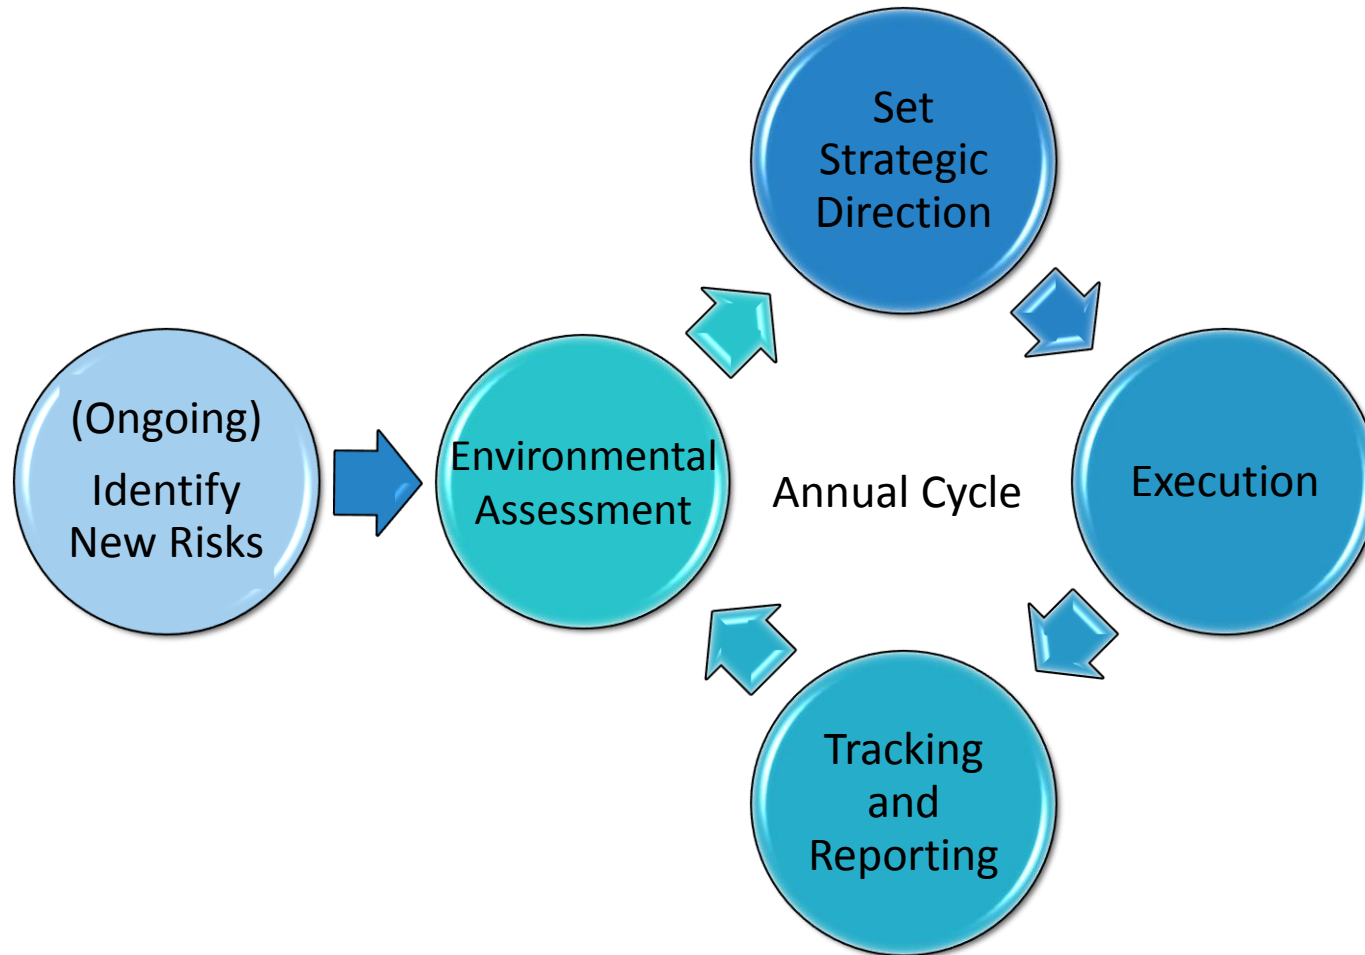 Set
Strategic
Direction
(Ongoing)
Identify
New Risks
Environmental
Assessment
Annual Cycle
Execution
Tracking
and
Reporting